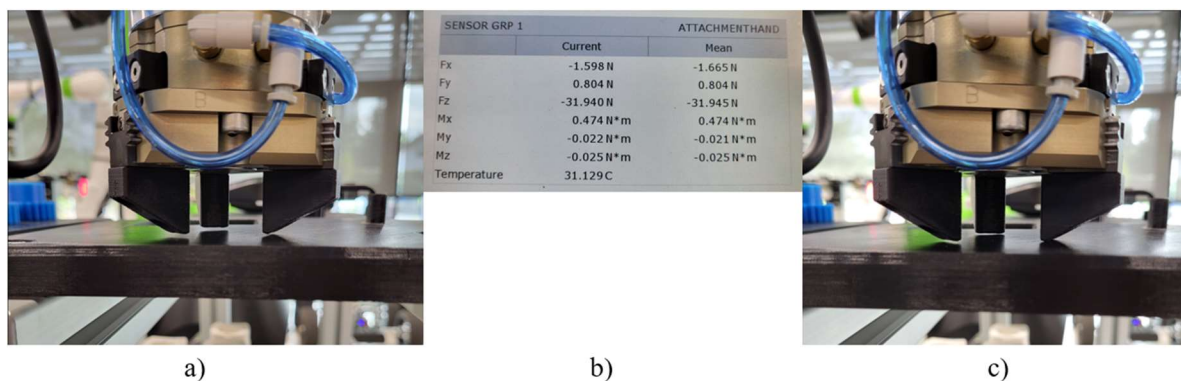 SENSOR GRP 1 ATTACHMENTHAND
Current Mean
Fx -1.598 N -1.665 N
Fy 0.804 N 0.804 N
Fz -31.940 N -31.945 N
Mx 0.474 N*m 0.474 N*m
My -0.022 N*m -0.021 N*m
Mz -0.025 N*m -0.025 N*m
Temperature 31.129 C
B
B
a) b) c)